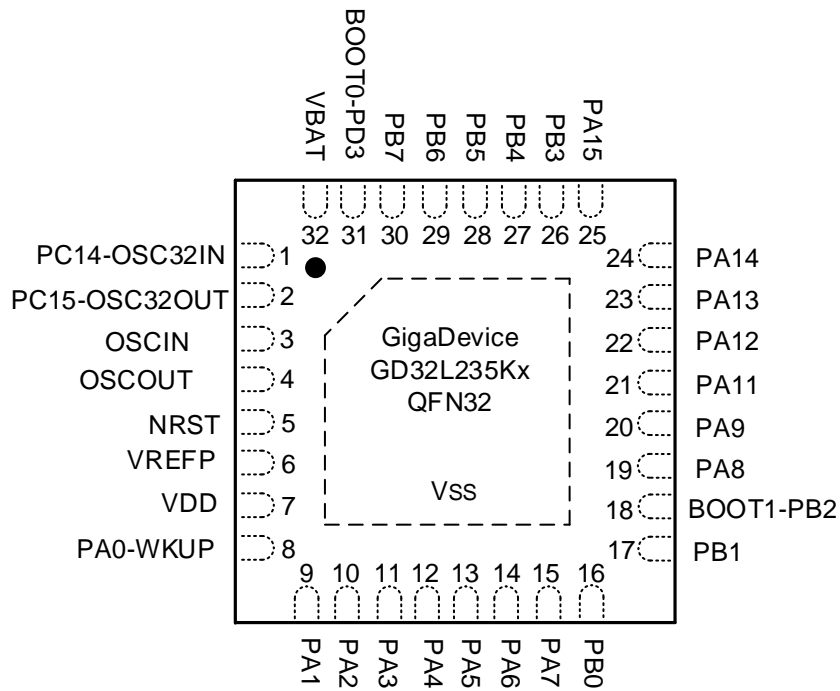 VBAT
BOOT0-PD3
PB7
PB6
PB5
PB4
PB3
PA15
32 31 30 29 28 27 26 25
PC14-OSC32IN 1
PC15-OSC32OUT 2
OSCIN 3
OSCOUT 4
NRST 5
VREFP 6
VDD 7
PA0-WKUP 8
GigaDevice
GD32L235Kx
QFN32
VSS
24 PA14
23 PA13
22 PA12
21 PA11
20 PA9
19 PA8
18 BOOT1-PB2
17 PB1
9 10 11 12 13 14 15 16
PA1
PA2
PA3
PA4
PA5
PA6
PA7
PB0